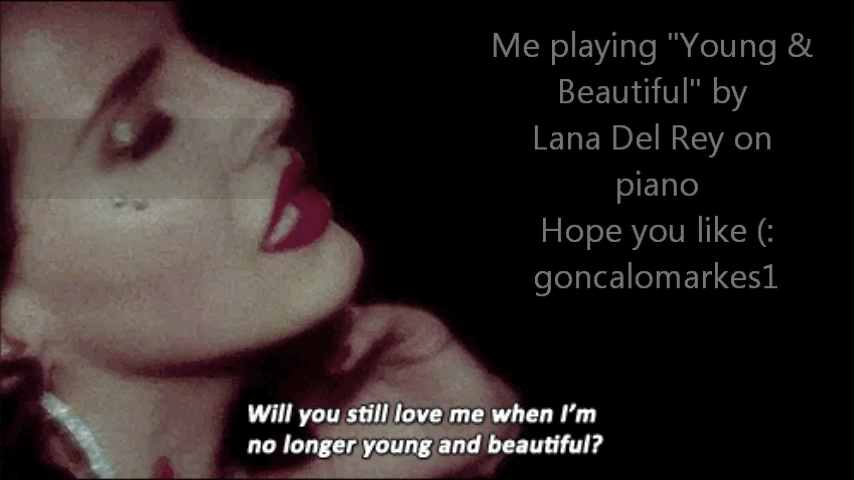 Me playing "Young &
Beautiful" by
Lana Del Rey on
piano
Hope you like (:
goncalomarkes1
Will you still love me when I'm
no longer young and beautiful?